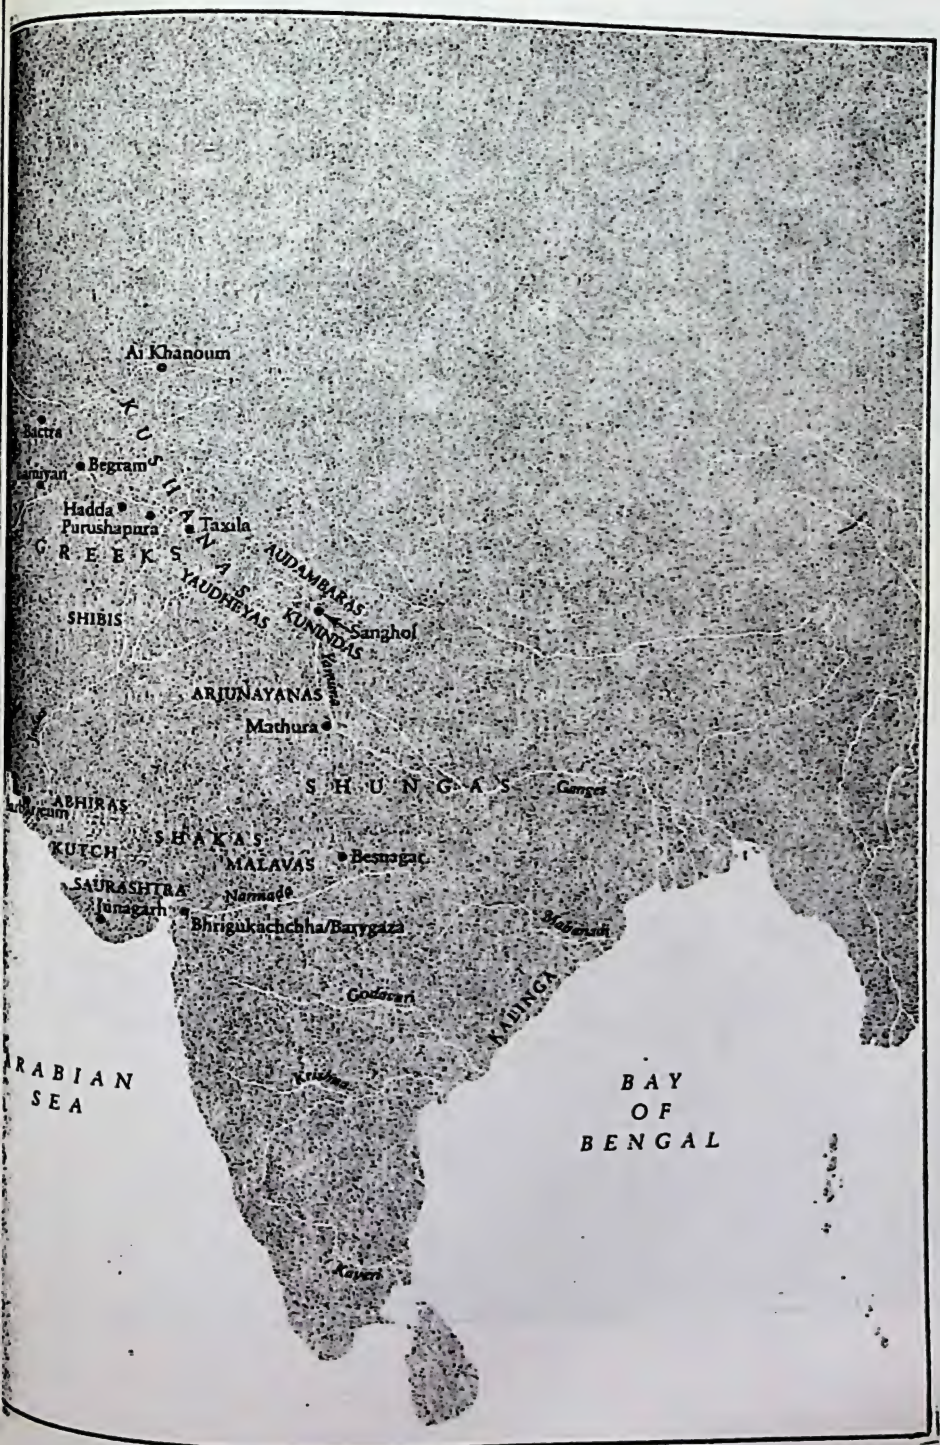 Ai Khanoum
KUSHANAS
Bactra
Begram
Hadda
Purushapura
Taxila
GREEKS
AUDAMBARAS
YAUDHEYAS
KUNINDAS
Sanghol
SHIBIS
Yamuna
ARJUNAYANAS
Mathura
SHUNGAS
Ganges
ABHIRAS
SHAKAS
KUTCH
MALAVAS
Besnagar
SAURASHTRA
Narmada
Junagarh
Bhrigukachchha/Barygaza
Mahanadi
Godavari
KALINGA
Krishna
ARABIAN
SEA
BAY
OF
BENGAL
Kaveri